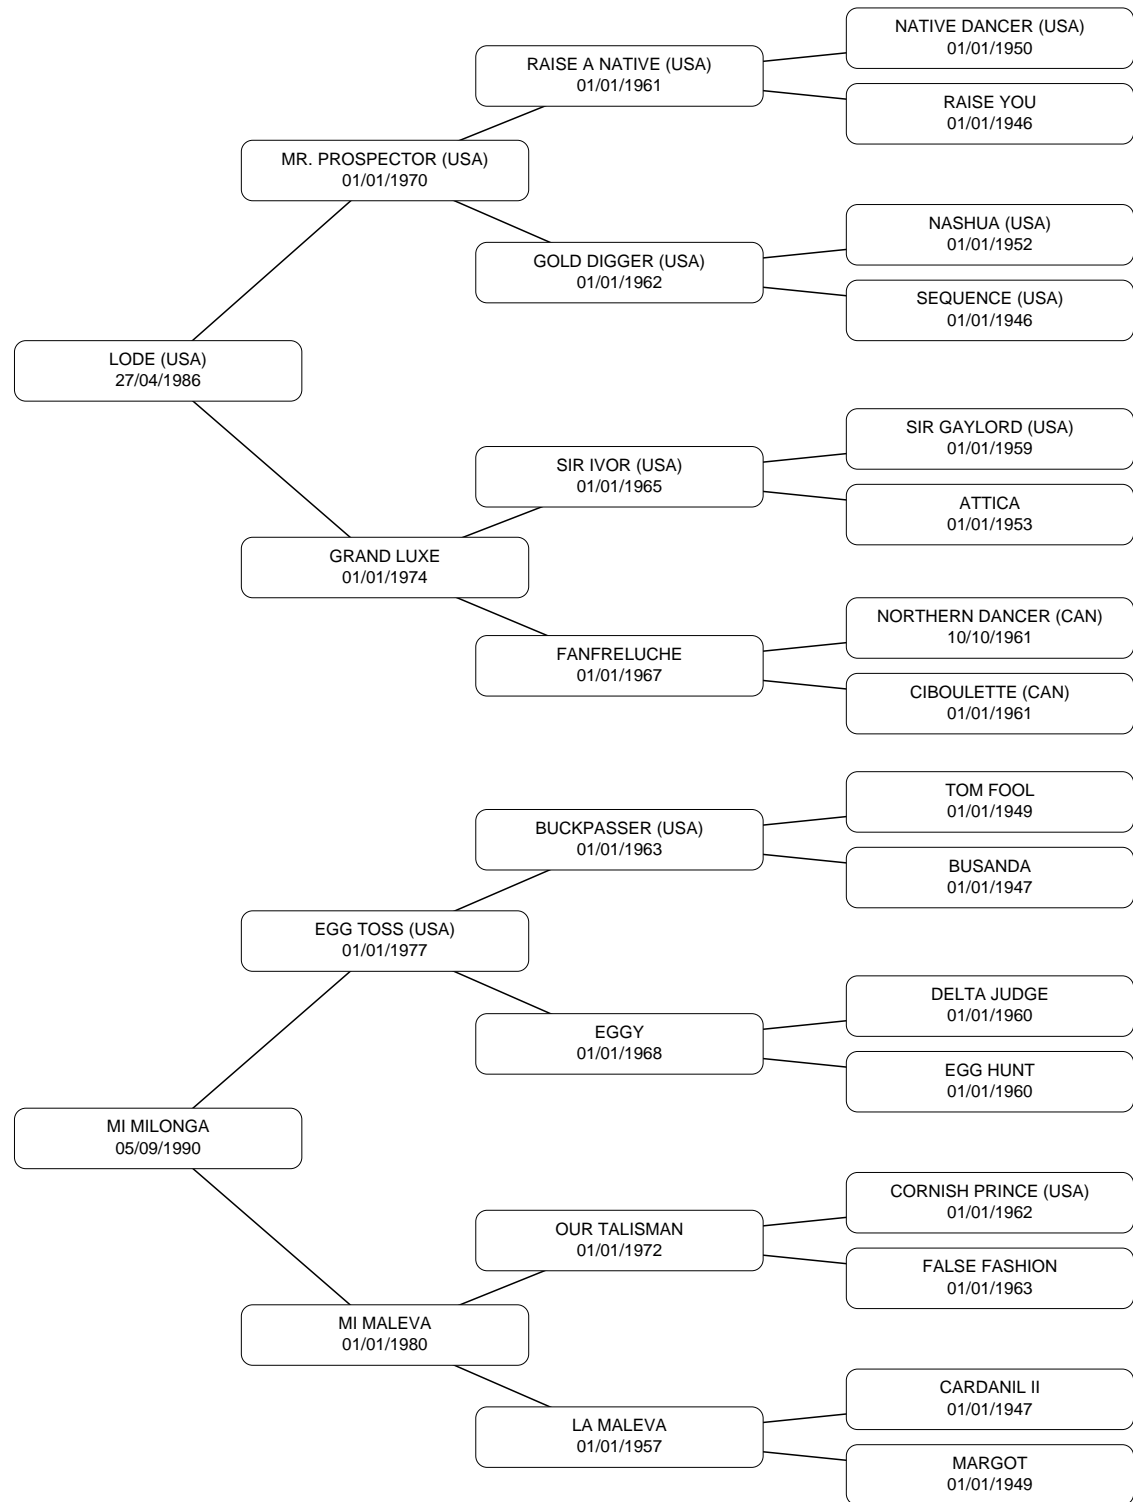 NATIVE DANCER (USA)
01/01/1950
RAISE A NATIVE (USA)
01/01/1961
RAISE YOU
01/01/1946
MR. PROSPECTOR (USA)
01/01/1970
NASHUA (USA)
01/01/1952
GOLD DIGGER (USA)
01/01/1962
SEQUENCE (USA)
01/01/1946
LODE (USA)
27/04/1986
SIR GAYLORD (USA)
01/01/1959
SIR IVOR (USA)
01/01/1965
ATTICA
01/01/1953
GRAND LUXE
01/01/1974
NORTHERN DANCER (CAN)
10/10/1961
FANFRELUCHE
01/01/1967
CIBOULETTE (CAN)
01/01/1961
TOM FOOL
01/01/1949
BUCKPASSER (USA)
01/01/1963
BUSANDA
01/01/1947
EGG TOSS (USA)
01/01/1977
DELTA JUDGE
01/01/1960
EGGY
01/01/1968
EGG HUNT
01/01/1960
MI MILONGA
05/09/1990
CORNISH PRINCE (USA)
01/01/1962
OUR TALISMAN
01/01/1972
FALSE FASHION
01/01/1963
MI MALEVA
01/01/1980
CARDANIL II
01/01/1947
LA MALEVA
01/01/1957
MARGOT
01/01/1949